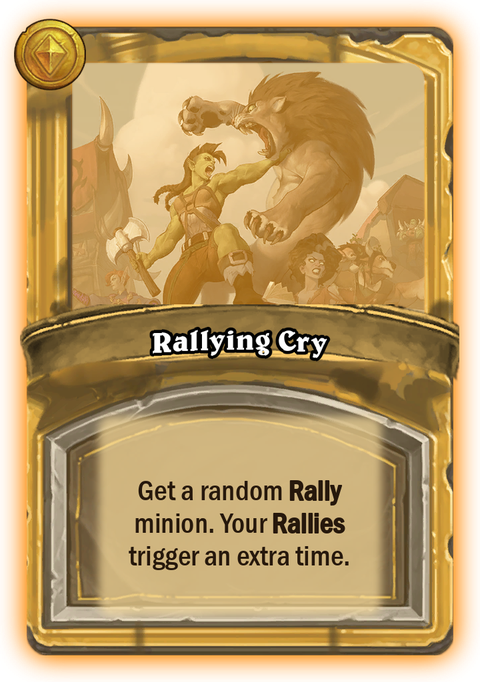 Rallying Cry
Get a random Rally
minion. Your Rallies
trigger an extra time.